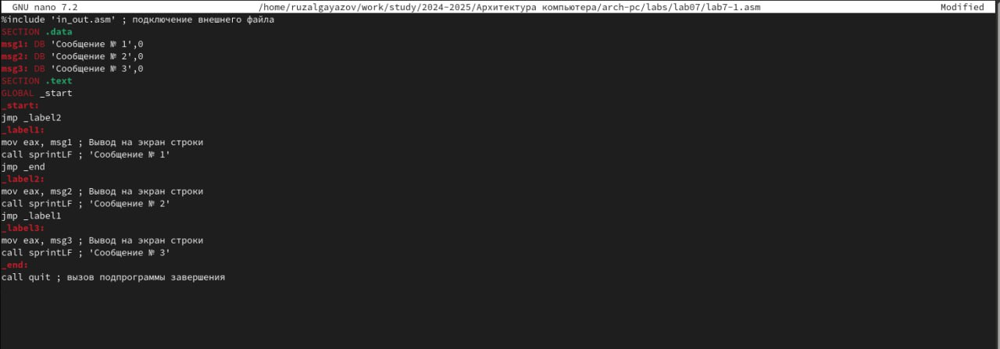 GNU nano 7.2 /home/ruzalgayazov/work/study/2024-2025/Архитектура компьютера/arch-pc/labs/lab07/lab7-1.asm Modified
%include 'in_out.asm' ; подключение внешнего файла
SECTION .data
msg1: DB 'Сообщение № 1',0
msg2: DB 'Сообщение № 2',0
msg3: DB 'Сообщение № 3',0
SECTION .text
GLOBAL _start
_start:
jmp _label2
_label1:
mov eax, msg1 ; Вывод на экран строки
call sprintLF ; 'Сообщение № 1'
jmp _end
_label2:
mov eax, msg2 ; Вывод на экран строки
call sprintLF ; 'Сообщение № 2'
jmp _label1
_label3:
mov eax, msg3 ; Вывод на экран строки
call sprintLF ; 'Сообщение № 3'
_end:
call quit ; вызов подпрограммы завершения